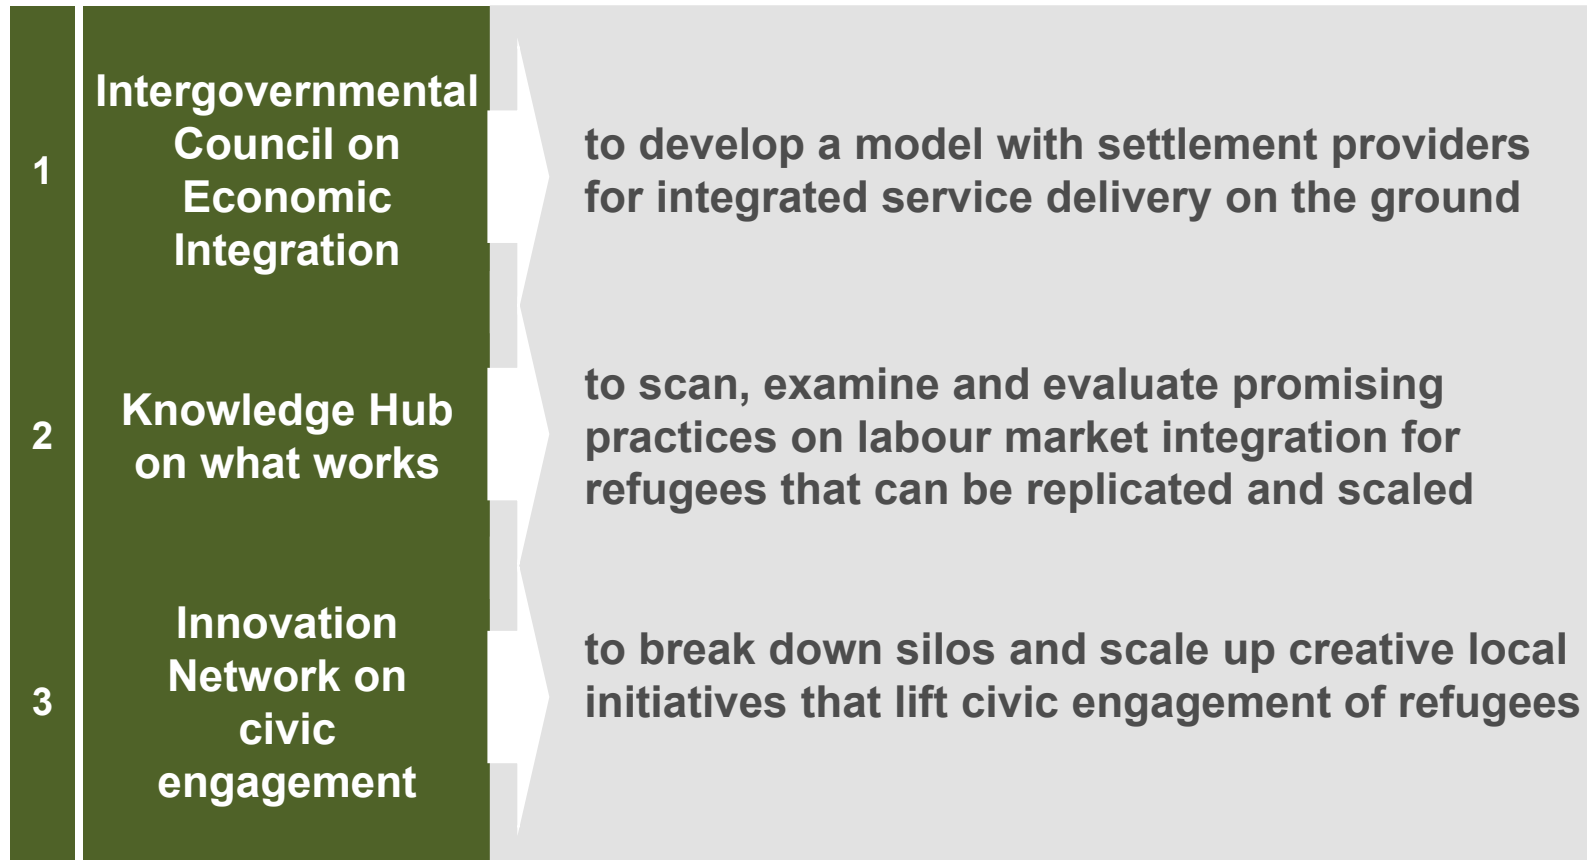 1
Intergovernmental
Council on
Economic
Integration
to develop a model with settlement providers
for integrated service delivery on the ground
2
Knowledge Hub
on what works
to scan, examine and evaluate promising
practices on labour market integration for
refugees that can be replicated and scaled
3
Innovation
Network on
civic
engagement
to break down silos and scale up creative local
initiatives that lift civic engagement of refugees